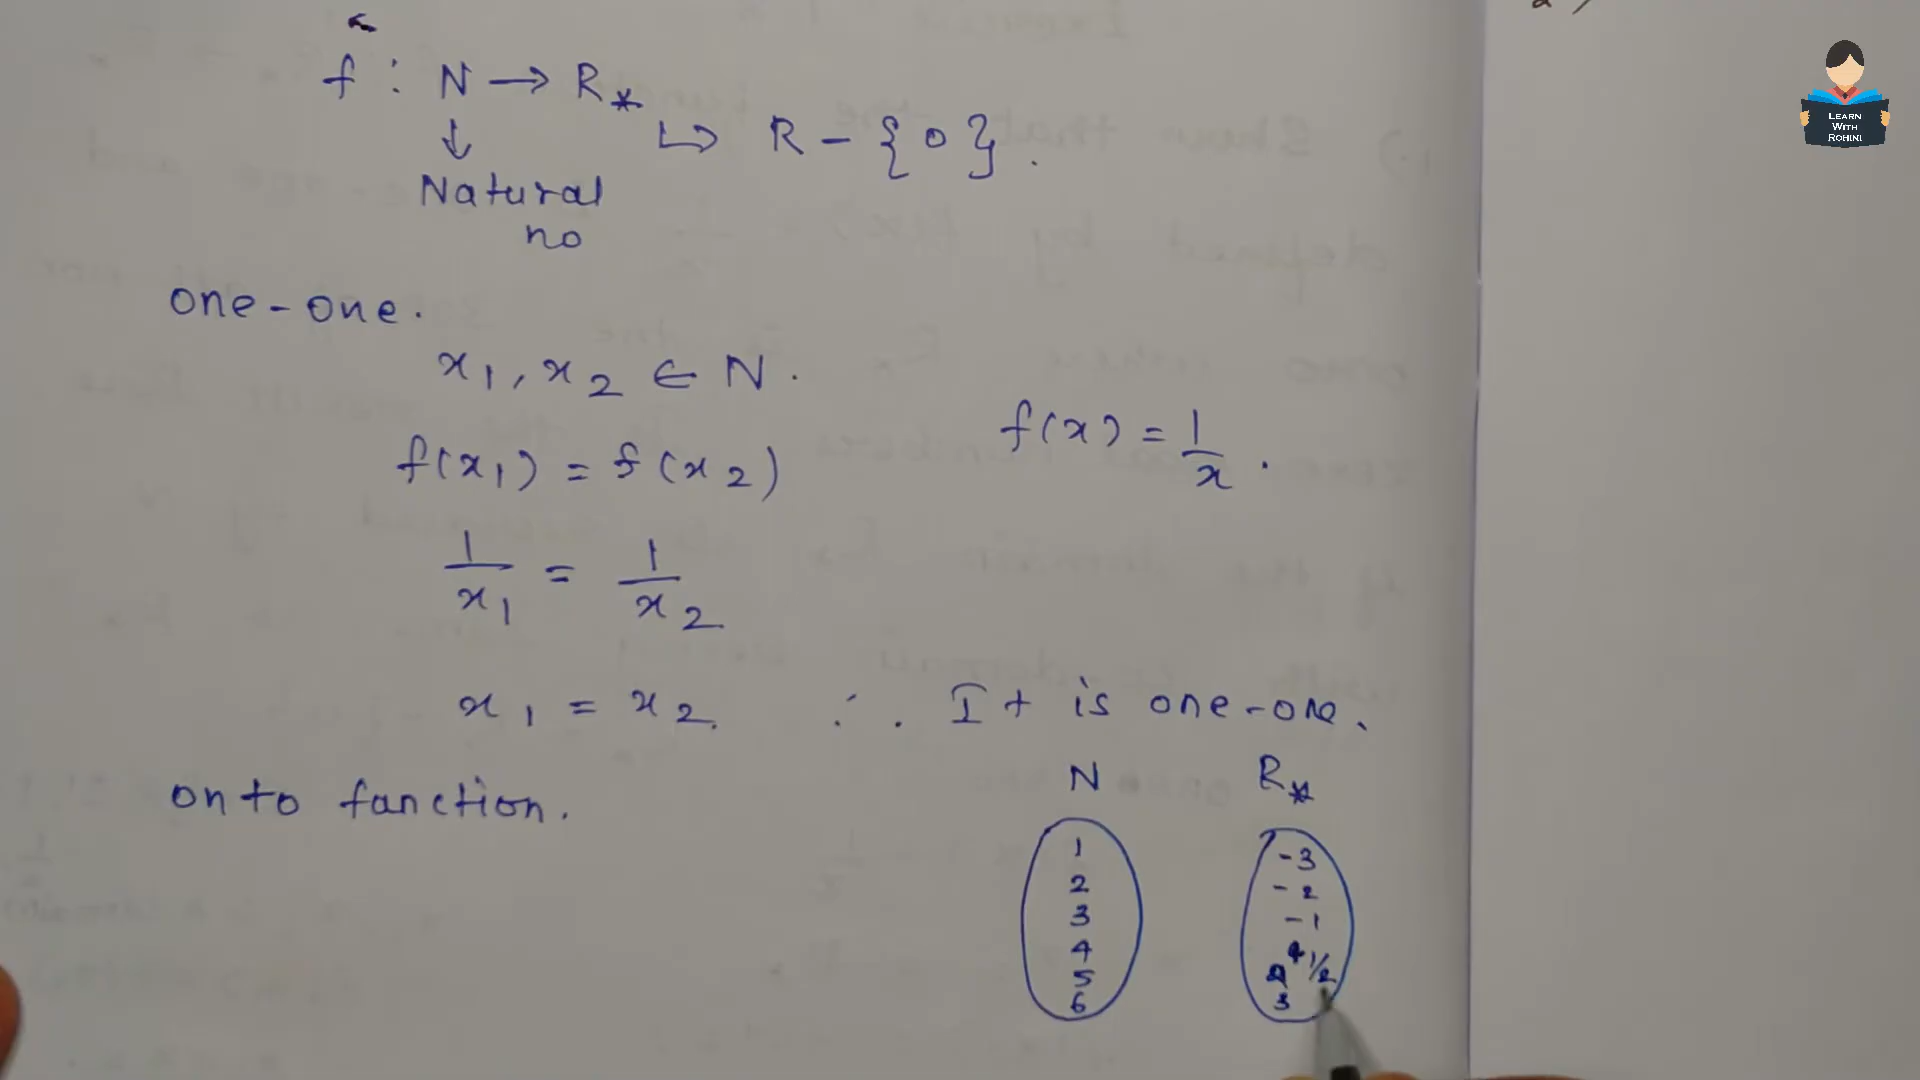 f : N → R*
↓ ↳ R - {0}.
Natural
no
one-one.
x1, x2 ∈ N.
f(x1) = f(x2)
f(x) = 1/x.
1/x1 = 1/x2
x1 = x2. ∴ It is one-one.
onto function.
N R*
1 -3
2 -2
3 -1
4
5 1/2
6 3
LEARN
WITH
ROHINI